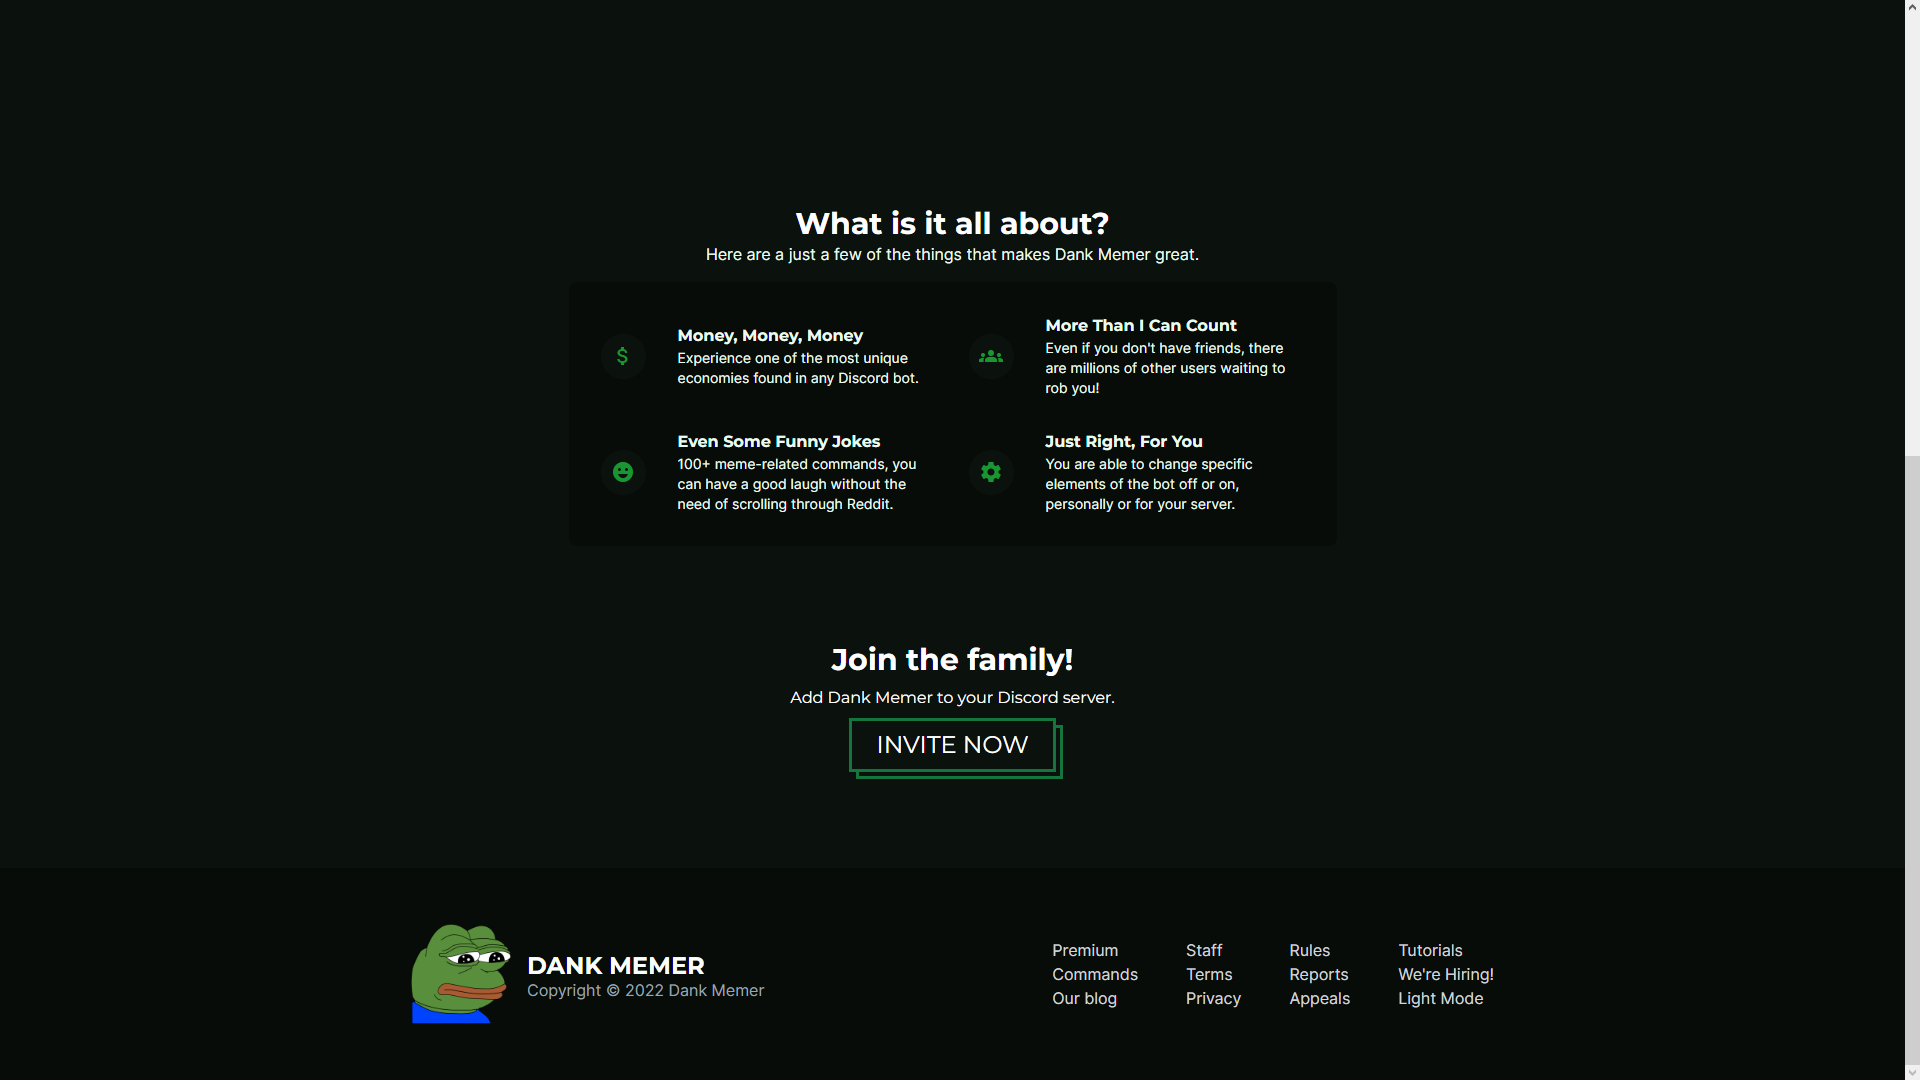 What is it all about?
Here are a just a few of the things that makes Dank Memer great.
Money, Money, Money
Experience one of the most unique
economies found in any Discord bot.
More Than I Can Count
Even if you don't have friends, there
are millions of other users waiting to
rob you!
Even Some Funny Jokes
100+ meme-related commands, you
can have a good laugh without the
need of scrolling through Reddit.
Just Right, For You
You are able to change specific
elements of the bot off or on,
personally or for your server.
Join the family!
Add Dank Memer to your Discord server.
INVITE NOW
DANK MEMER
Copyright © 2022 Dank Memer
Premium
Commands
Our blog
Staff
Terms
Privacy
Rules
Reports
Appeals
Tutorials
We're Hiring!
Light Mode